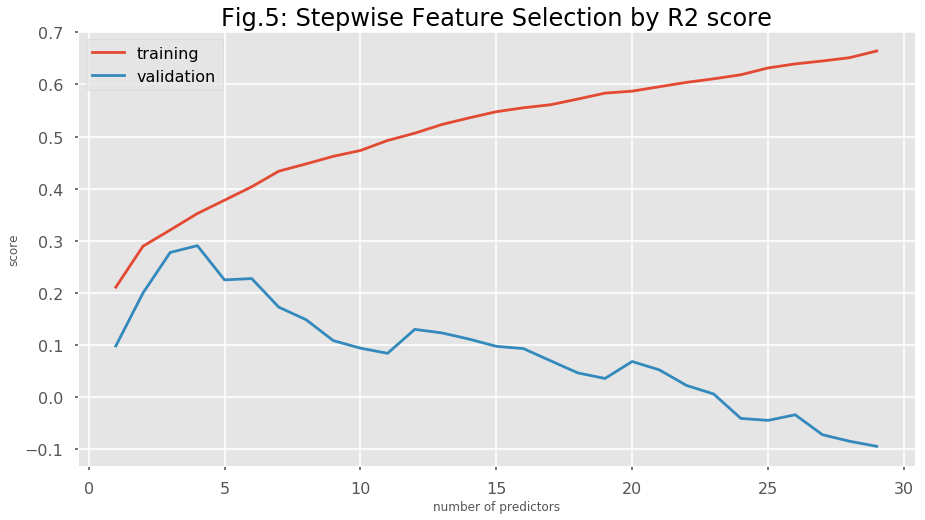 Fig.5: Stepwise Feature Selection by R2 score
training
validation
0.7
0.6
0.5
0.4
0.3
0.2
0.1
0.0
−0.1
score
0 5 10 15 20 25 30
number of predictors